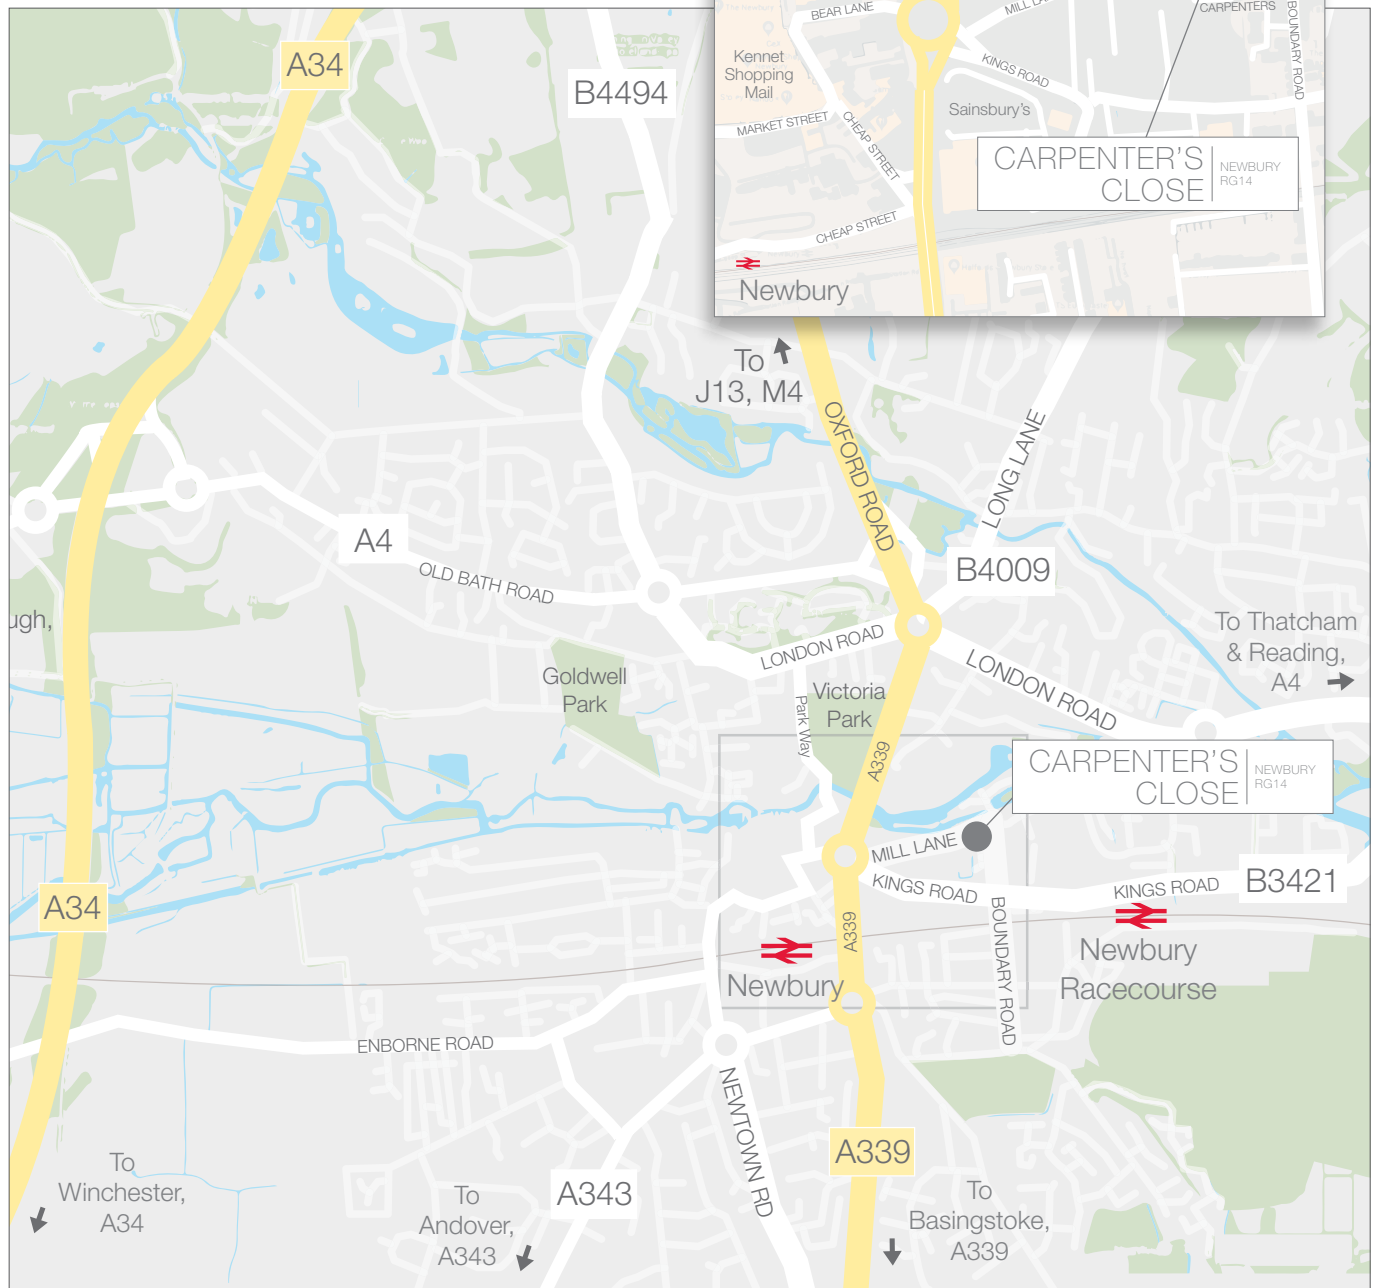 BEAR LANE
CARPENTERS
BOUNDARY ROAD
A34
B4494
Kennet
Shopping
Mail
KINGS ROAD
Sainsbury's
MARKET STREET
CHEAP STREET
CARPENTER'S
CLOSE
NEWBURY
RG14
CHEAP STREET
Newbury
To
J13, M4
OXFORD ROAD
LONG LANE
A4
OLD BATH ROAD
B4009
ugh,
LONDON ROAD
To Thatcham
& Reading,
A4
LONDON ROAD
Goldwell
Park
Victoria
Park
Park Way
A339
CARPENTER'S
CLOSE
NEWBURY
RG14
MILL LANE
KINGS ROAD
KINGS ROAD
B3421
A34
A339
BOUNDARY ROAD
Newbury
Newbury
Racecourse
ENBORNE ROAD
NEWTOWN RD
A339
To
Winchester,
A34
To
Andover,
A343
A343
To
Basingstoke,
A339